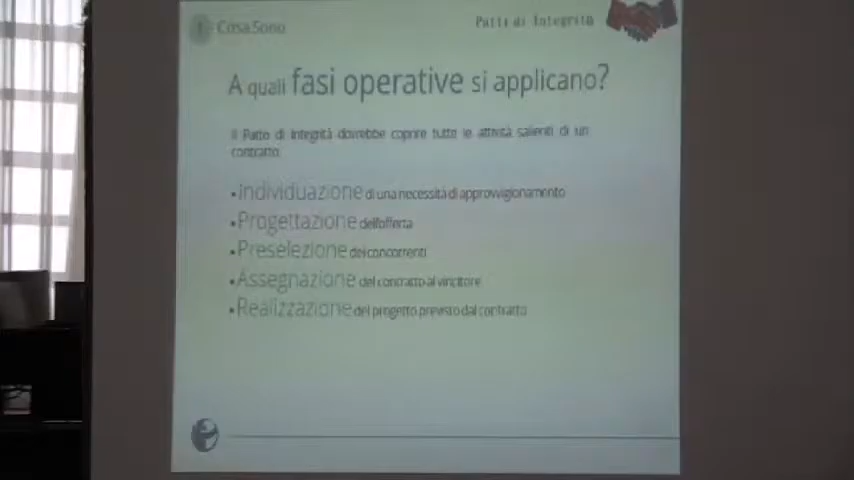 Cosa Sono
Patti di Integrità
A quali fasi operative si applicano?
Il Patto di Integrità dovrebbe coprire tutte le attività salienti di un
contratto:
▪Individuazione di una necessità di approvvigionamento
▪Progettazione dell'offerta
▪Preselezione dei concorrenti
▪Assegnazione del contratto al vincitore
▪Realizzazione del progetto previsto dal contratto